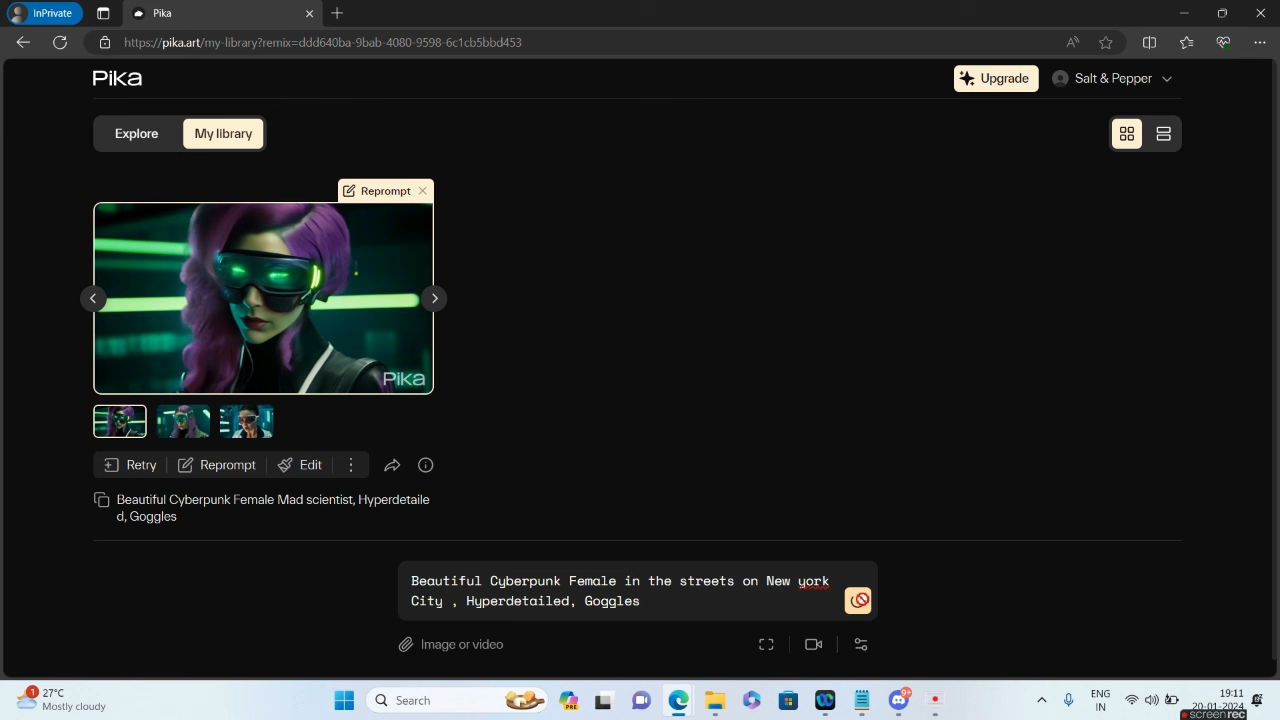 InPrivate
Pika
https://pika.art/my-library?remix=ddd640ba-9bab-4080-9598-6c1cb5bbd453
Pika
Upgrade
Salt & Pepper
Explore
My library
Reprompt
Pika
Retry
Reprompt
Edit
Beautiful Cyberpunk Female Mad scientist, Hyperdetaile
d, Goggles
Beautiful Cyberpunk Female in the streets on New york
City , Hyperdetailed, Goggles
Image or video
1
27°C
Mostly cloudy
Search
PRE
9+
ENG
IN
19:11
20-01-2024
screenrec